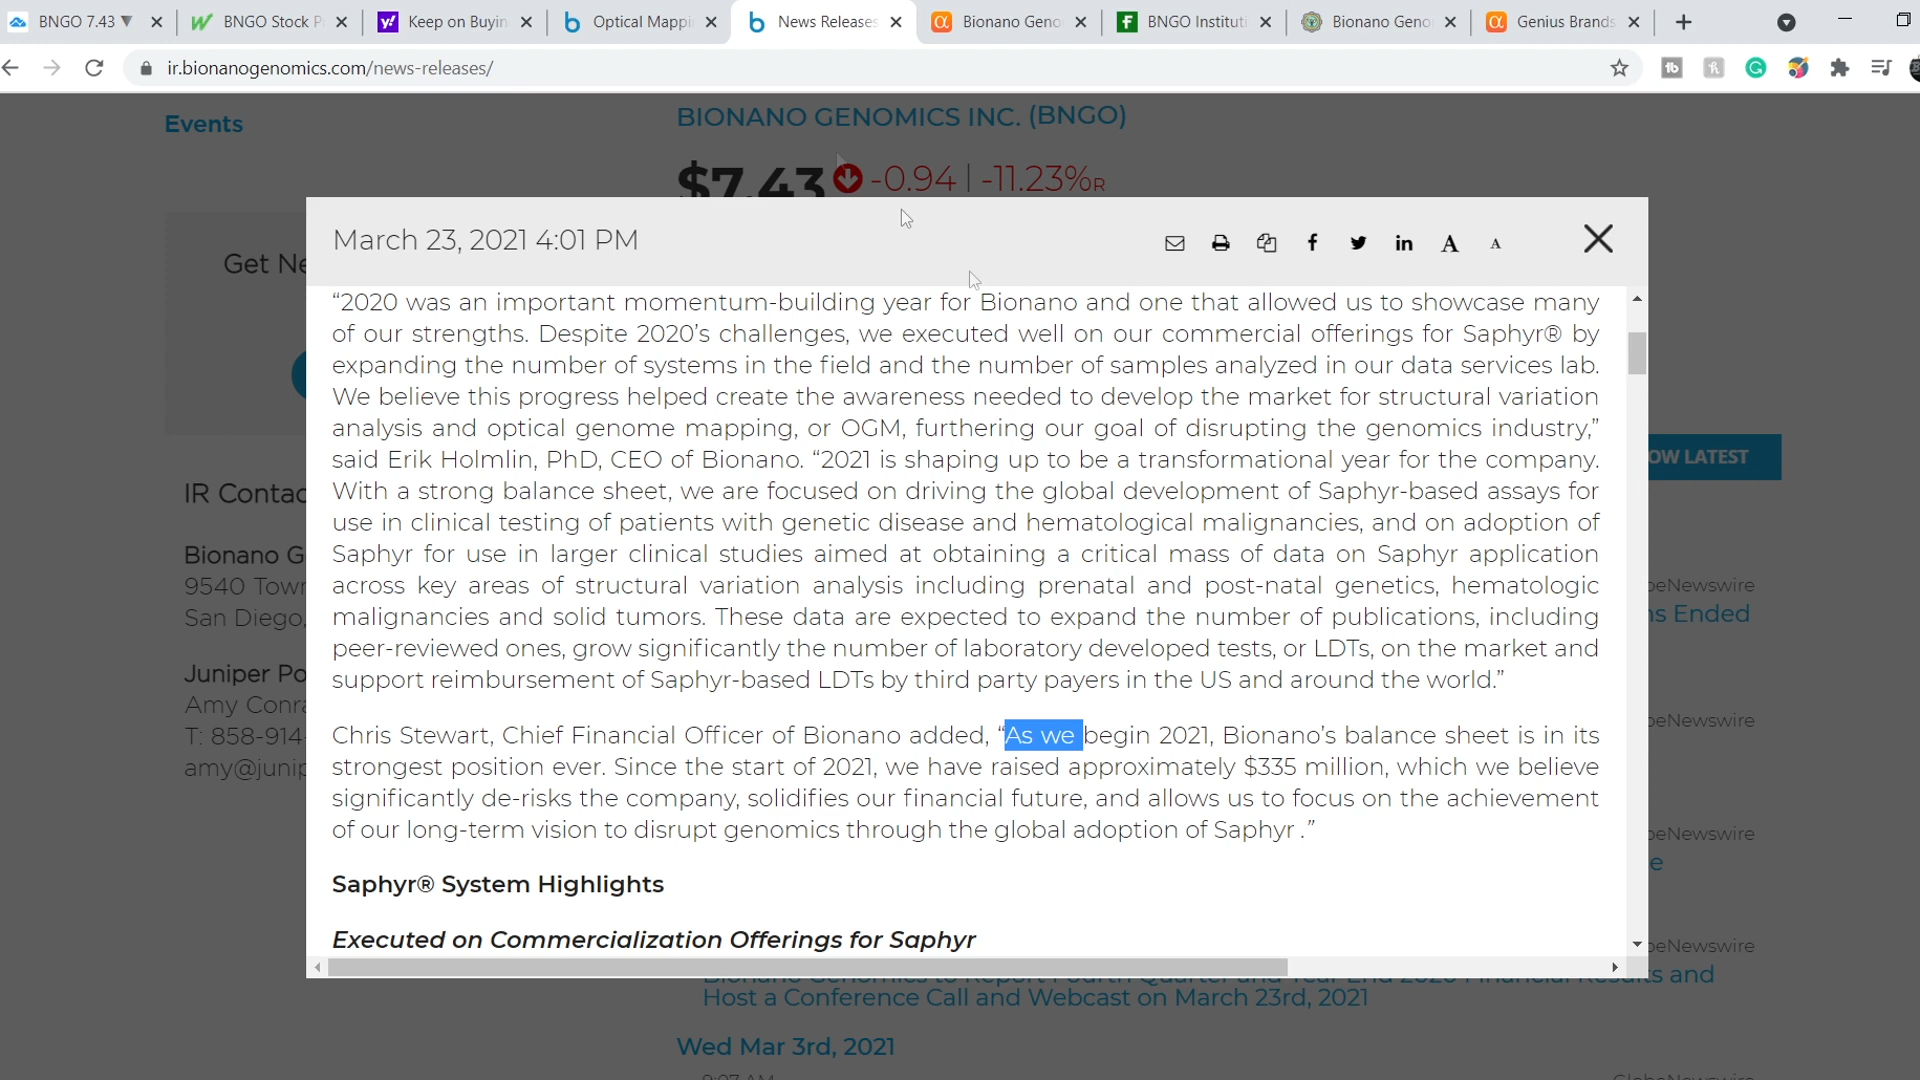 BNGO 7.43 ▼
BNGO Stock P
Keep on Buyin
Optical Mappi
News Releases
Bionano Geno
BNGO Instituti
Bionano Geno
Genius Brands
ir.bionanogenomics.com/news-releases/
Events
BIONANO GENOMICS INC. (BNGO)
$7.43 -0.94 | -11.23% R
Get Ne
March 23, 2021 4:01 PM
“2020 was an important momentum-building year for Bionano and one that allowed us to showcase many
of our strengths. Despite 2020’s challenges, we executed well on our commercial offerings for Saphyr® by
expanding the number of systems in the field and the number of samples analyzed in our data services lab.
We believe this progress helped create the awareness needed to develop the market for structural variation
analysis and optical genome mapping, or OGM, furthering our goal of disrupting the genomics industry,”
said Erik Holmlin, PhD, CEO of Bionano. “2021 is shaping up to be a transformational year for the company.
With a strong balance sheet, we are focused on driving the global development of Saphyr-based assays for
use in clinical testing of patients with genetic disease and hematological malignancies, and on adoption of
Saphyr for use in larger clinical studies aimed at obtaining a critical mass of data on Saphyr application
across key areas of structural variation analysis including prenatal and post-natal genetics, hematologic
malignancies and solid tumors. These data are expected to expand the number of publications, including
peer-reviewed ones, grow significantly the number of laboratory developed tests, or LDTs, on the market and
support reimbursement of Saphyr-based LDTs by third party payers in the US and around the world.”
Chris Stewart, Chief Financial Officer of Bionano added, “As we begin 2021, Bionano’s balance sheet is in its
strongest position ever. Since the start of 2021, we have raised approximately $335 million, which we believe
significantly de-risks the company, solidifies our financial future, and allows us to focus on the achievement
of our long-term vision to disrupt genomics through the global adoption of Saphyr .”
Saphyr® System Highlights
Executed on Commercialization Offerings for Saphyr
IR Contac
Bionano G
9540 Town
San Diego,
Juniper Po
Amy Conra
T: 858-914-
amy@junip
OW LATEST
beNewswire
ns Ended
beNewswire
beNewswire
e
beNewswire
Bionano Genomics to Report Fourth Quarter and Year-End 2020 Financial Results and
Host a Conference Call and Webcast on March 23rd, 2021
Wed Mar 3rd, 2021
9:07 AM
GlobeNewswire